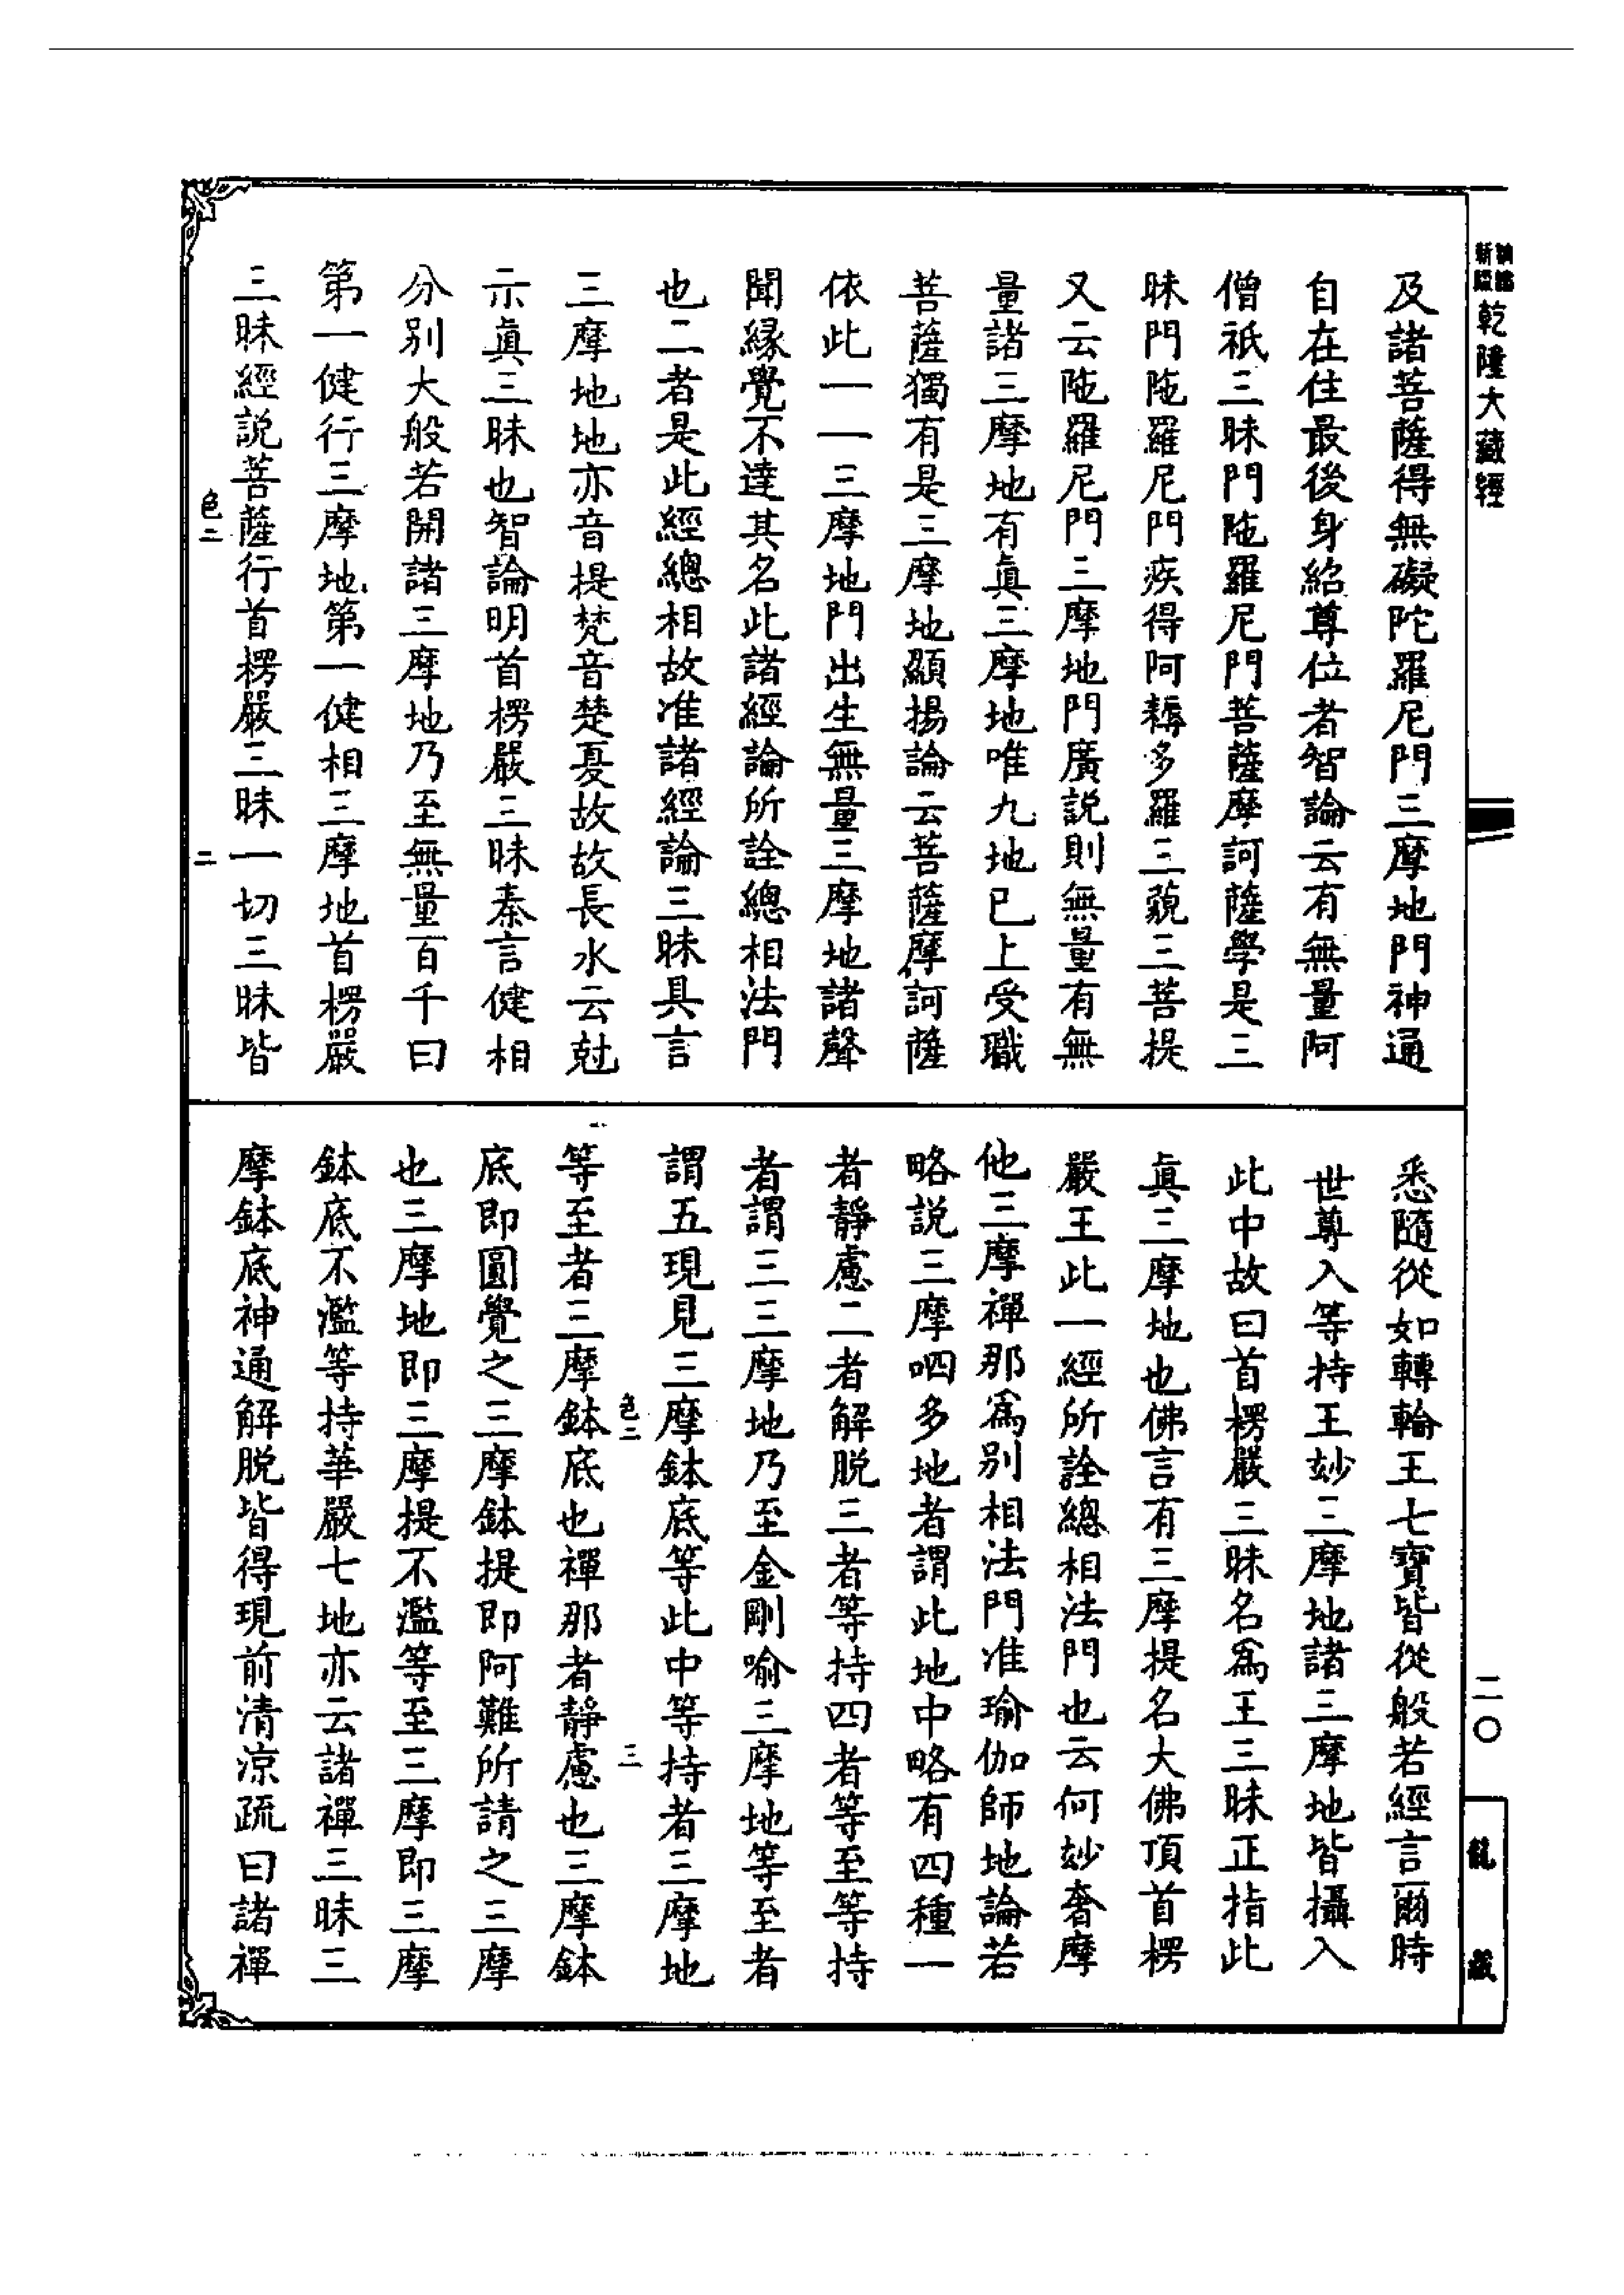 新
乾隆大藏經
及諸菩薩得無礙陀羅尼門三摩地門神通
自在住最後身紹尊位者智論云有無量阿
僧祇三昧門陁羅尼門菩薩摩訶薩學是三
昧門陁羅尼門疾得阿耨多羅三藐三菩提
又云陁羅尼門三摩地門廣説則無量有無
量諸三摩地有眞三摩地唯九地已上受職
菩薩獨有是三摩地顯揚論云菩薩摩訶薩
依此一一三摩地門出生無量三摩地諸聲
聞緣覺不達其名此諸經論所詮總相法門
也二者是此經總相故准諸經論三昧具言
三摩地地亦音提梵音楚夏故故長水云尅
示眞三昧也智論明首楞嚴三昧秦言健相
分別大般若開諸三摩地乃至無量百千曰
第一健行三摩地第一健相三摩地首楞嚴
三昧經説菩薩行首楞嚴三昧一切三昧皆
色二
二
悉隨從如轉輪王七寶皆從般若經言爾時
世尊入等持王妙三摩地諸三摩地皆攝入
此中故曰首楞嚴三昧名爲王三昧正指此
眞三摩地也佛言有三摩提名大佛頂首楞
嚴王此一經所詮總相法門也云何妙奢摩
他三摩禪那爲別相法門准瑜伽師地論若
略説三摩呬多地者謂此地中略有四種一
者靜慮二者解脱三者等持四者等至等持
者謂三三摩地乃至金剛喻三摩地等至者
謂五現見三摩鉢底等此中等持者三摩地
色二
三
等至者三摩鉢底也禪那者靜慮也三摩鉢
底即圓覺之三摩鉢提即阿難所請之三摩
也三摩地即三摩提不濫等至三摩即三摩
鉢底不濫等持華嚴七地亦云諸禪三昧三
摩鉢底神通解脱皆得現前清涼疏曰諸禪
二〇
龍藏